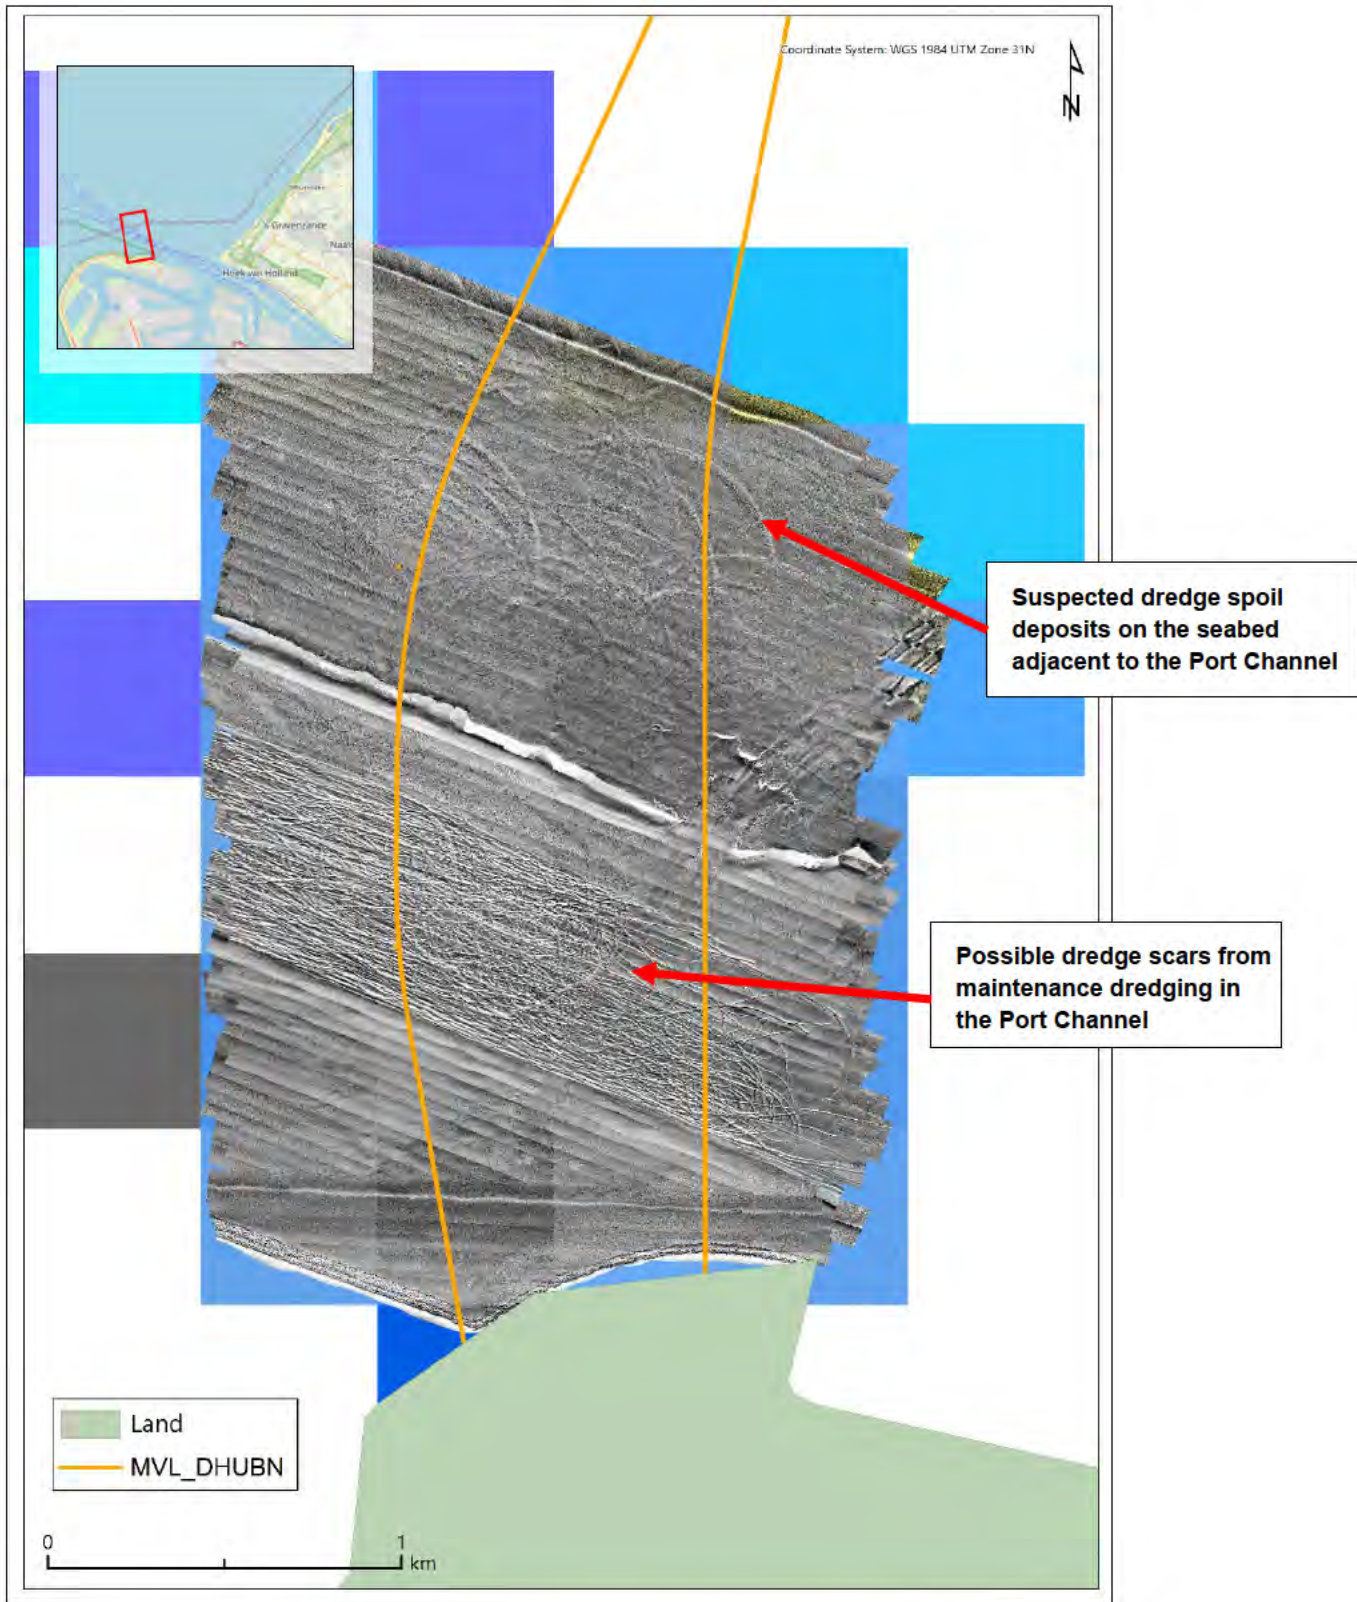 Coordinate System: WGS 1984 UTM Zone 31N
N
's Gravenzande
Hoek van Holland
Suspected dredge spoil
deposits on the seabed
adjacent to the Port Channel
Possible dredge scars from
maintenance dredging in
the Port Channel
Land
MVL_DHUBN
0
1
km